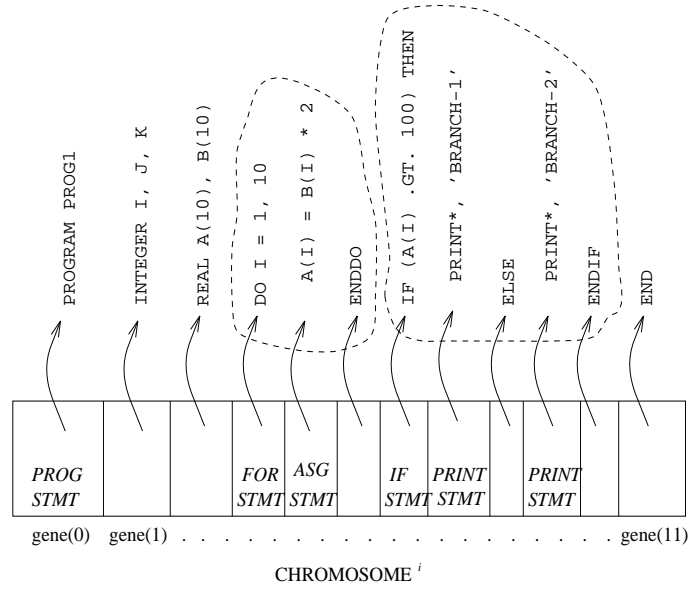 PROGRAM PROG1
INTEGER I, J, K
REAL A(10), B(10)
DO I = 1, 10
A(I) = B(I) * 2
ENDDO
IF (A(I) .GT. 100) THEN
PRINT*, 'BRANCH-1'
ELSE
PRINT*, 'BRANCH-2'
ENDIF
END
PROG
STMT
FOR
STMT
ASG
STMT
IF
STMT
PRINT
STMT
PRINT
STMT
gene(0) gene(1) . . . . . . . . . . . . . . . . . . . . gene(11)
CHROMOSOME i